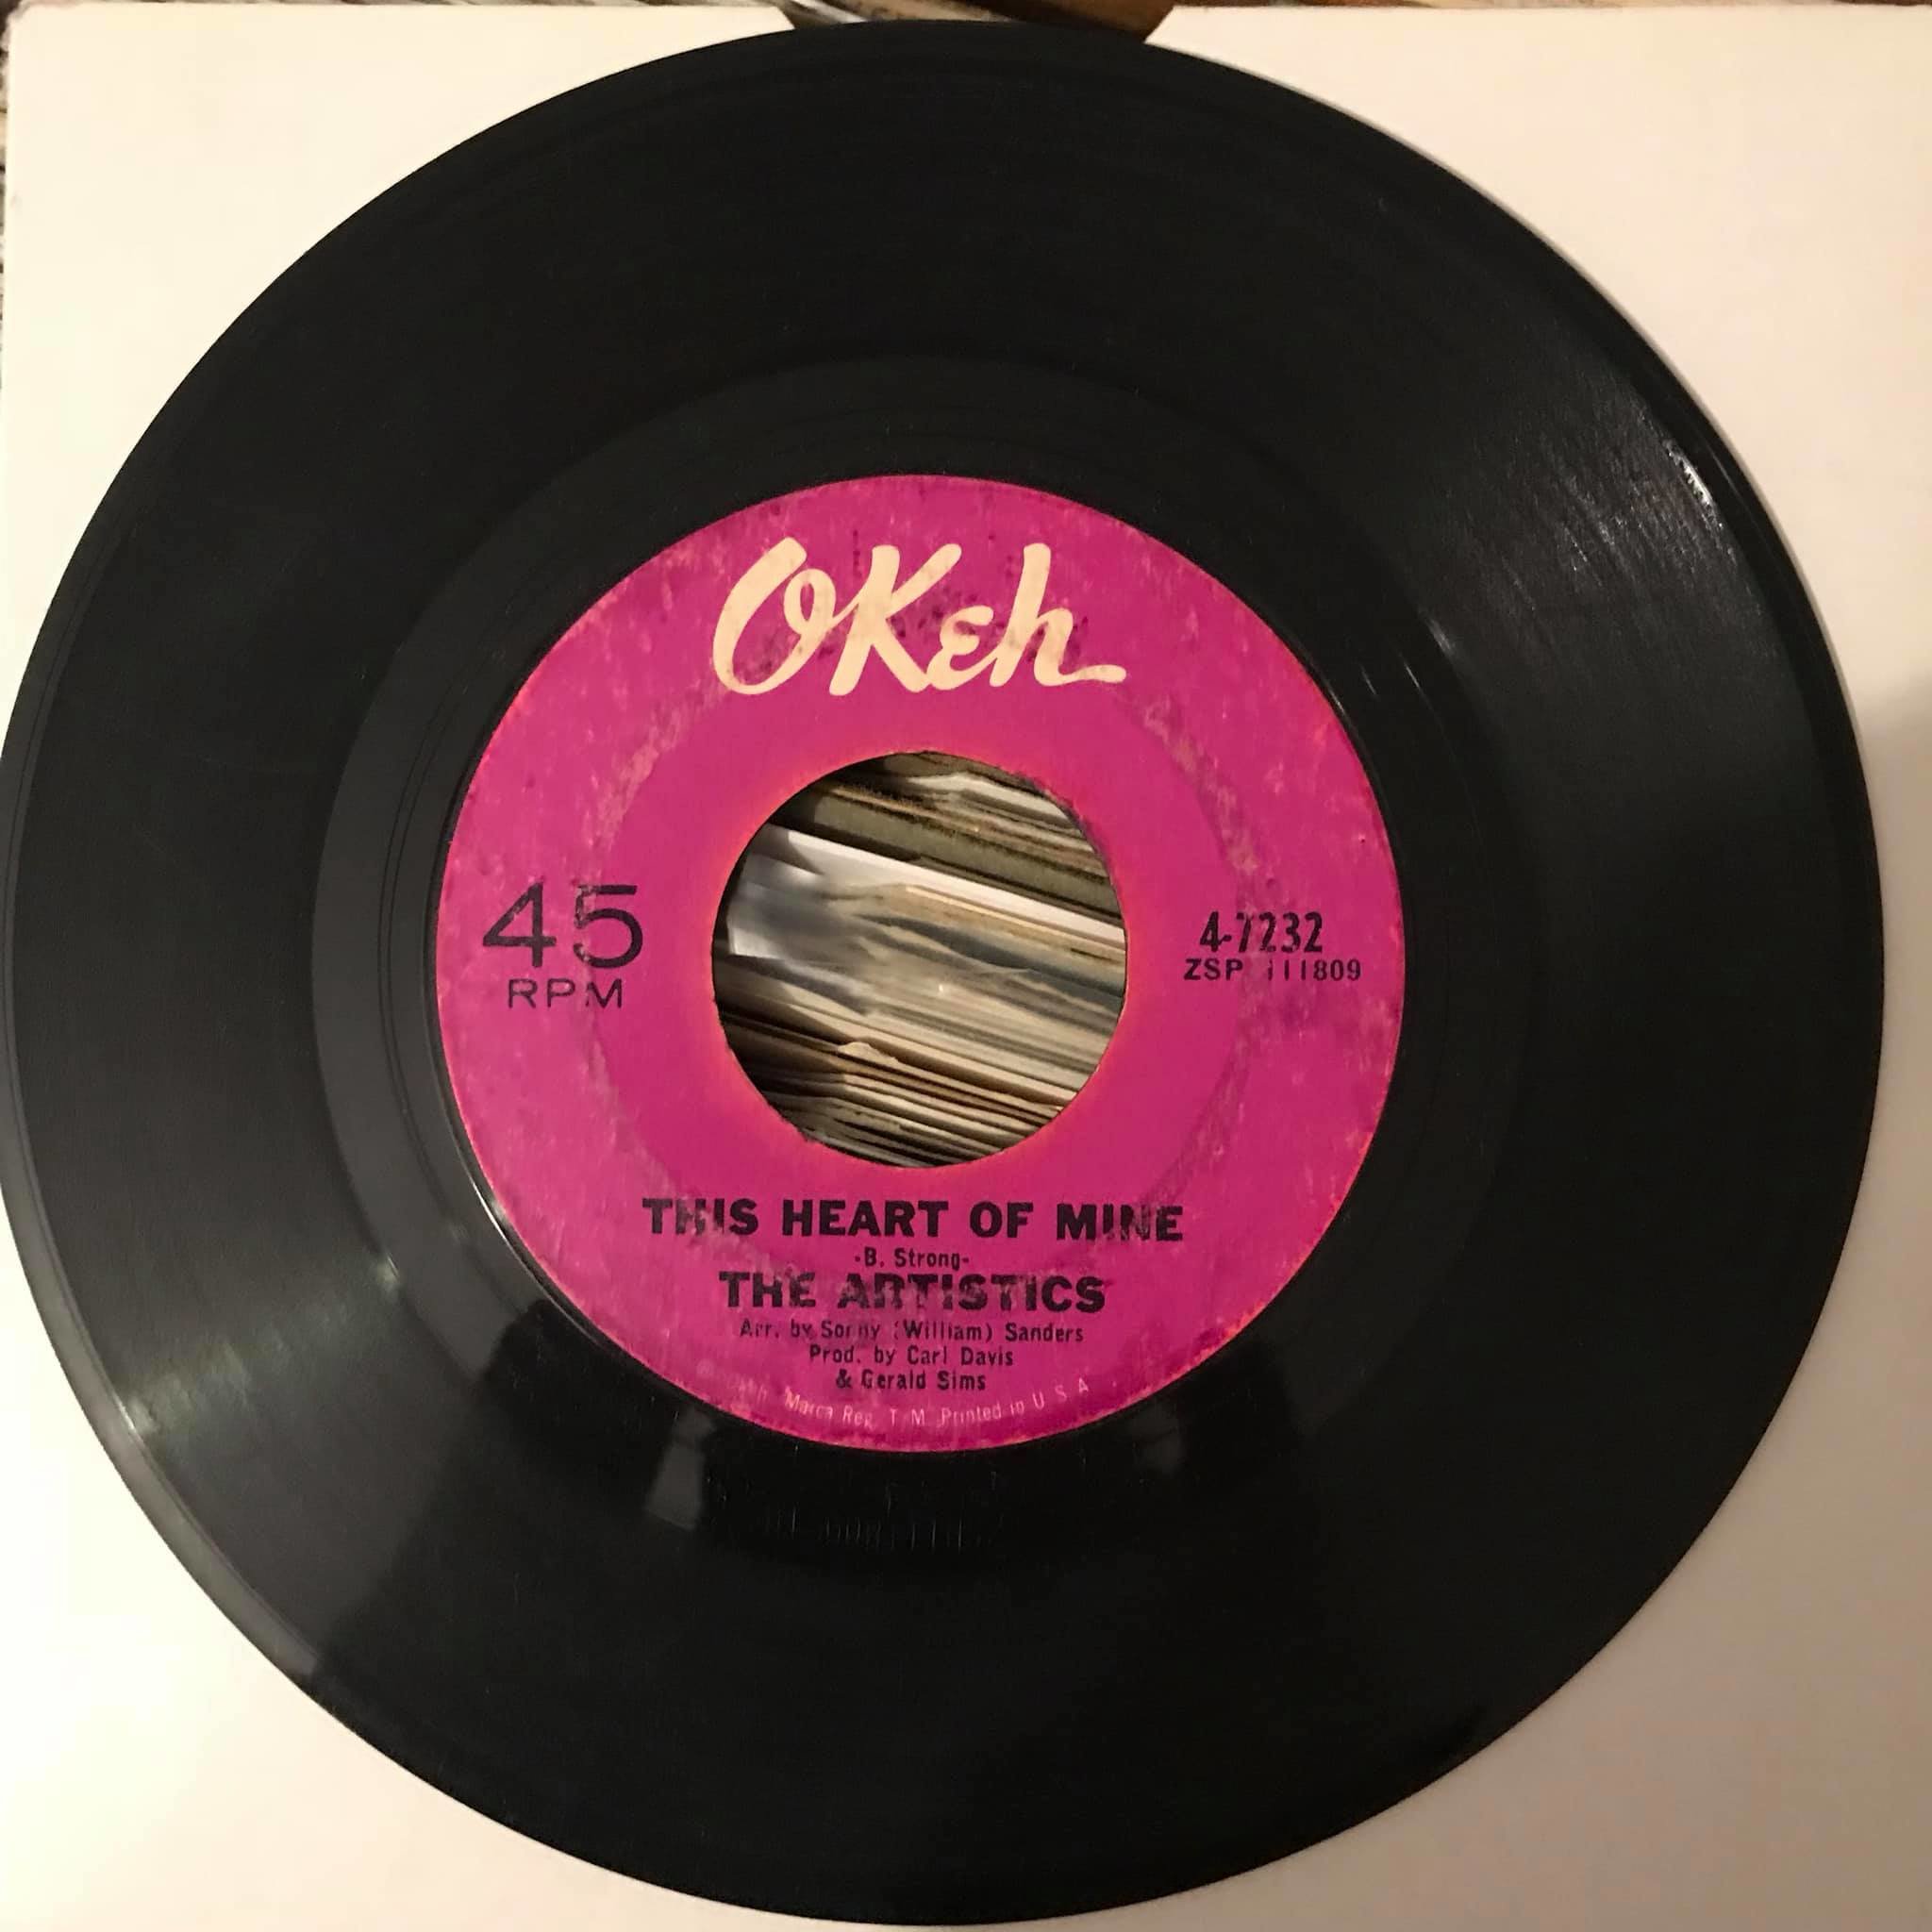 OKeh
45
RPM
4-7232
ZSP 111809
THIS HEART OF MINE
-B. Strong-
THE ARTISTICS
Arr. by Sonny (William) Sanders
Prod. by Carl Davis
& Gerald Sims
Marca Reg. T. M. Printed in U S A